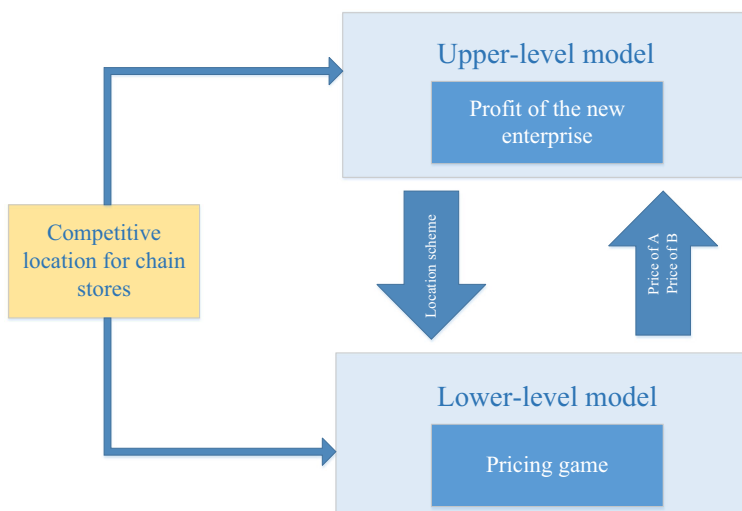 Upper-level model
Profit of the new
enterprise
Competitive
location for chain
stores
Location scheme
Price of A
Price of B
Lower-level model
Pricing game